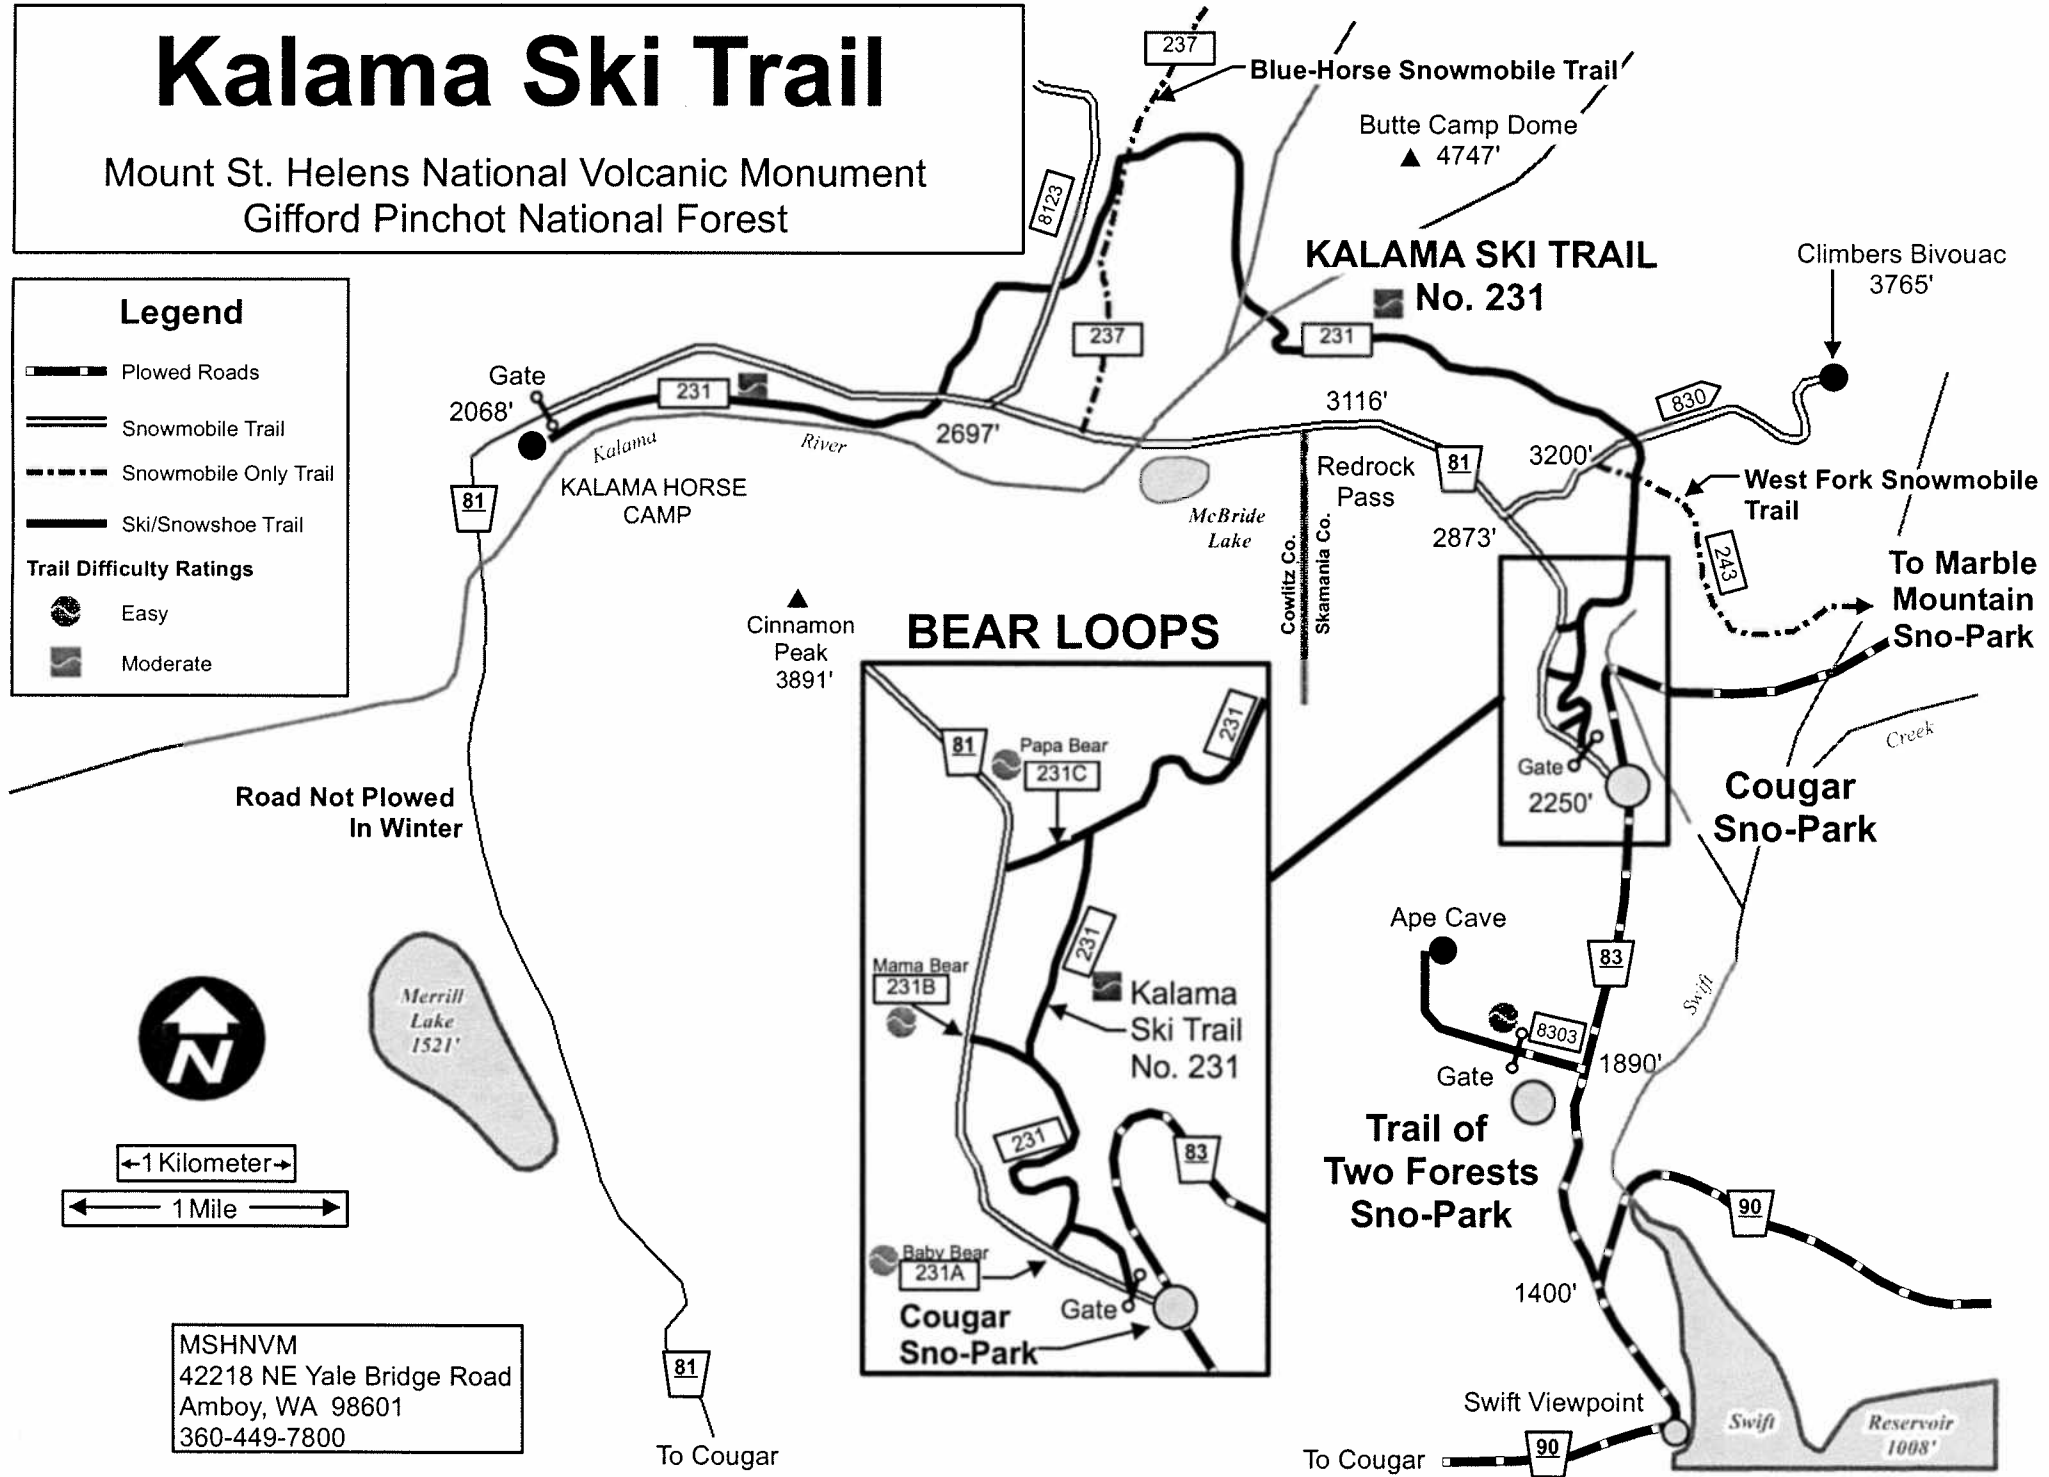 Kalama Ski Trail
Mount St. Helens National Volcanic Monument
Gifford Pinchot National Forest
Legend
Plowed Roads
Snowmobile Trail
Snowmobile Only Trail
Ski/Snowshoe Trail
Trail Difficulty Ratings
Easy
Moderate
237
Blue-Horse Snowmobile Trail
Butte Camp Dome
4747'
8123
KALAMA SKI TRAIL
No. 231
Climbers Bivouac
3765'
237
231
Gate
2068'
231
830
3116'
Kalama
River
2697'
81
3200'
Redrock
Pass
West Fork Snowmobile
Trail
81
KALAMA HORSE
CAMP
McBride
Lake
2873'
243
Cowlitz Co.
Skamania Co.
To Marble
Mountain
Sno-Park
Cinnamon
Peak
3891'
BEAR LOOPS
81
Papa Bear
231C
231
Creek
Gate
2250'
Cougar
Sno-Park
Road Not Plowed
In Winter
Ape Cave
83
Mama Bear
231B
231
Kalama
Ski Trail
No. 231
Merrill
Lake
1521'
N
Swift
8303
1890'
Gate
Trail of
Two Forests
Sno-Park
231
83
1 Kilometer
1 Mile
90
Baby Bear
231A
Gate
Cougar
Sno-Park
1400'
MSHNVM
42218 NE Yale Bridge Road
Amboy, WA 98601
360-449-7800
81
To Cougar
Swift Viewpoint
Swift
Reservoir
1008'
To Cougar
90